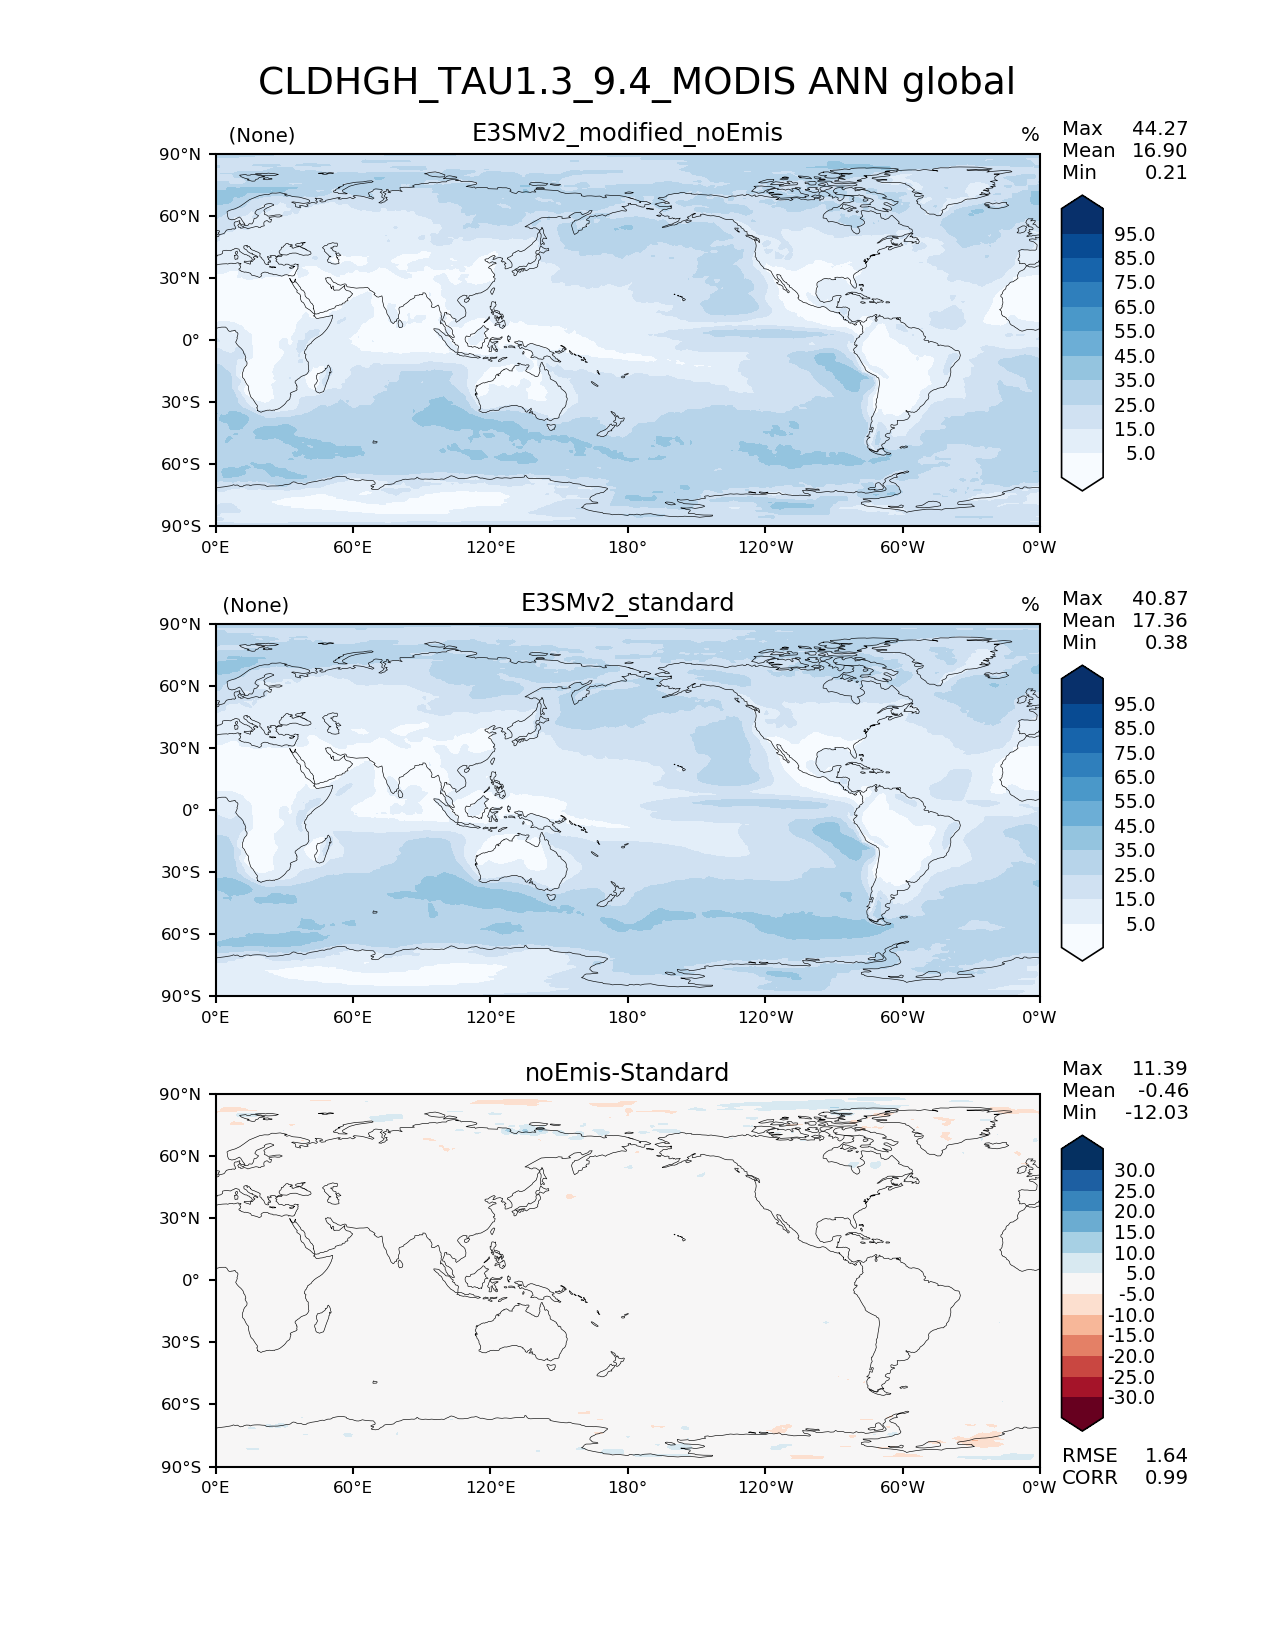 CLDHGH_TAU1.3_9.4_MODIS ANN global
(None) E3SMv2_modified_noEmis %
Max 44.27
Mean 16.90
Min 0.21
90°N
60°N
30°N
0°
30°S
60°S
90°S
0°E 60°E 120°E 180° 120°W 60°W 0°W
95.0
85.0
75.0
65.0
55.0
45.0
35.0
25.0
15.0
5.0
(None) E3SMv2_standard %
Max 40.87
Mean 17.36
Min 0.38
90°N
60°N
30°N
0°
30°S
60°S
90°S
0°E 60°E 120°E 180° 120°W 60°W 0°W
95.0
85.0
75.0
65.0
55.0
45.0
35.0
25.0
15.0
5.0
noEmis-Standard
Max 11.39
Mean -0.46
Min -12.03
90°N
60°N
30°N
0°
30°S
60°S
90°S
0°E 60°E 120°E 180° 120°W 60°W 0°W
30.0
25.0
20.0
15.0
10.0
5.0
-5.0
-10.0
-15.0
-20.0
-25.0
-30.0
RMSE 1.64
CORR 0.99